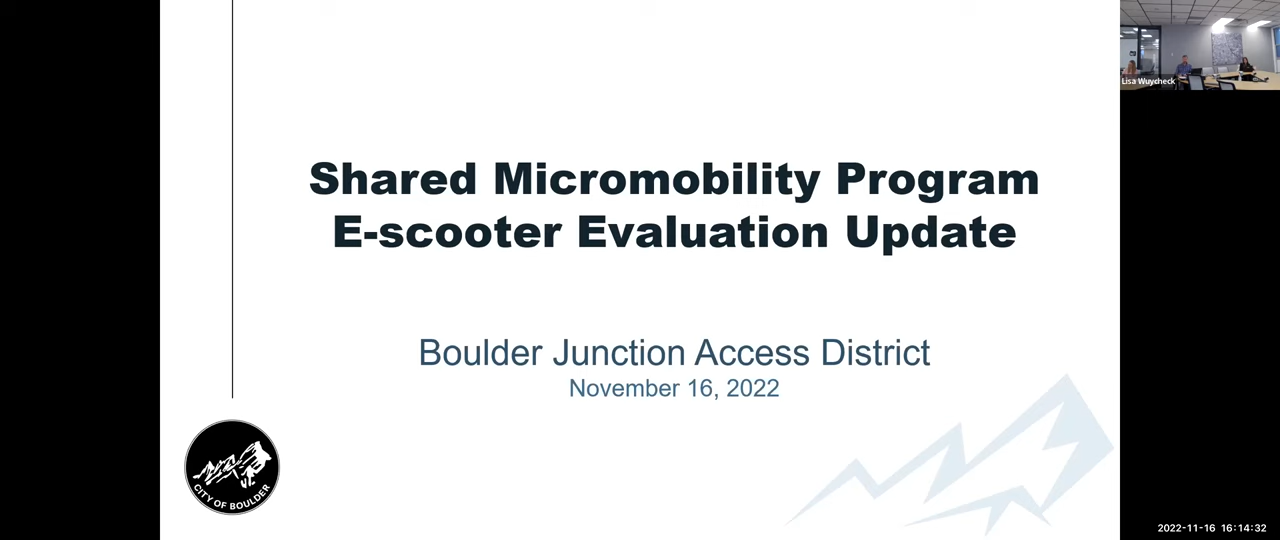 Shared Micromobility Program
E-scooter Evaluation Update
Boulder Junction Access District
November 16, 2022
CITY OF BOULDER
Lisa Wuycheck
2022-11-16 16:14:32